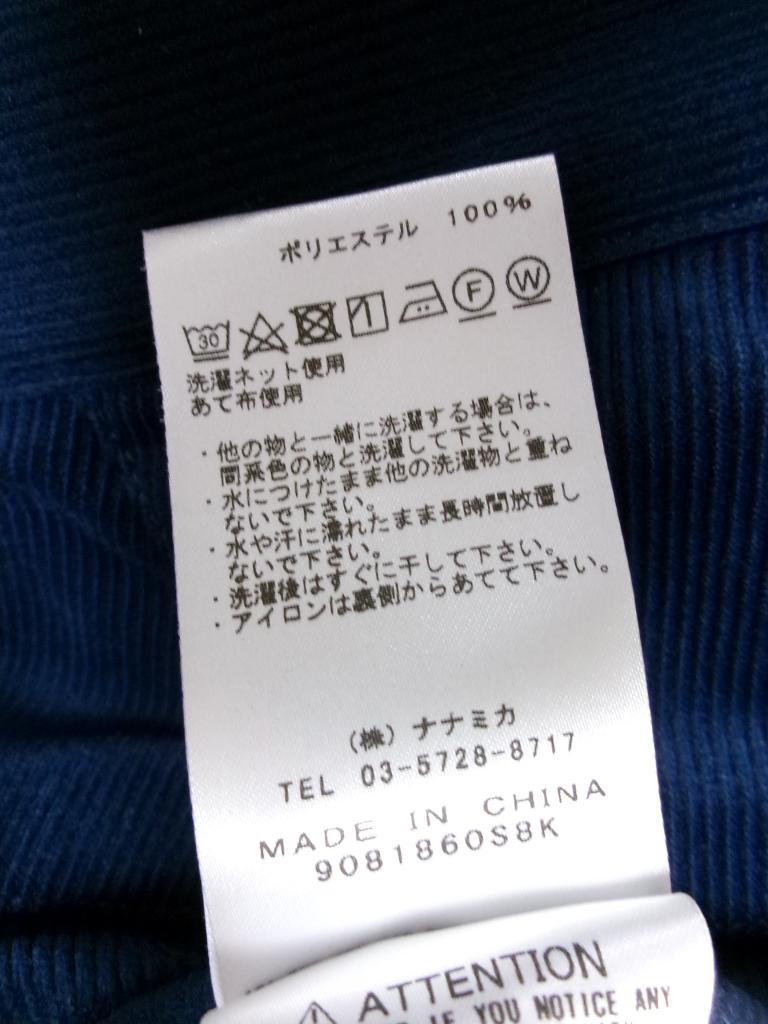 ポリエステル 100%
30 F W
洗濯ネット使用
あて布使用
・他の物と一緒に洗濯する場合は、
同系色の物と洗濯して下さい。
・水につけたまま他の洗濯物と重ね
ないで下さい。
・水や汗に濡れたまま長時間放置し
ないで下さい。
・洗濯後はすぐに干して下さい。
・アイロンは裏側からあてて下さい。
(株)ナナミカ
TEL 03-5728-8717
MADE IN CHINA
9081860S8K
ATTENTION
IF YOU NOTICE ANY